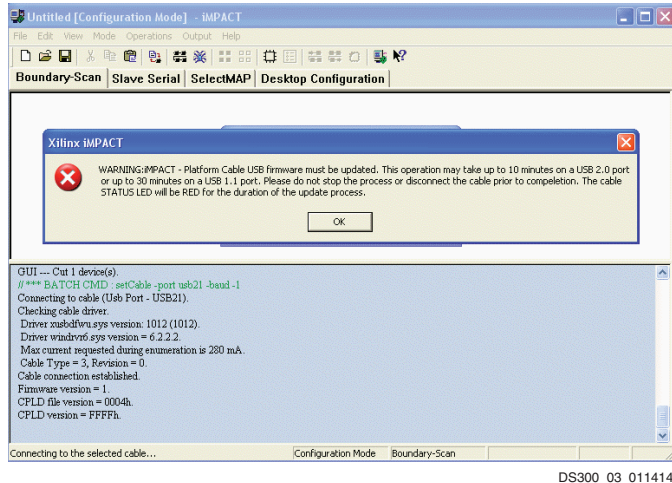 Untitled [Configuration Mode] - iMPACT
File Edit View Mode Operations Output Help
Boundary-Scan Slave Serial SelectMAP Desktop Configuration
Xilinx iMPACT
WARNING:iMPACT - Platform Cable USB firmware must be updated. This operation may take up to 10 minutes on a USB 2.0 port
or up to 30 minutes on a USB 1.1 port. Please do not stop the process or disconnect the cable prior to compeletion. The cable
STATUS LED will be RED for the duration of the update process.
OK
GUI --- Cut 1 device(s).
// *** BATCH CMD : setCable -port usb21 -baud -1
Connecting to cable (Usb Port - USB21).
Checking cable driver.
Driver xusbdfwu.sys version: 1012 (1012).
Driver windrvr6.sys version = 6.2.2.2.
Max current requested during enumeration is 280 mA.
Cable Type = 3, Revision = 0.
Cable connection established.
Firmware version = 1.
CPLD file version = 0004h.
CPLD version = FFFFh.
Connecting to the selected cable... Configuration Mode Boundary-Scan
DS300_03_011414